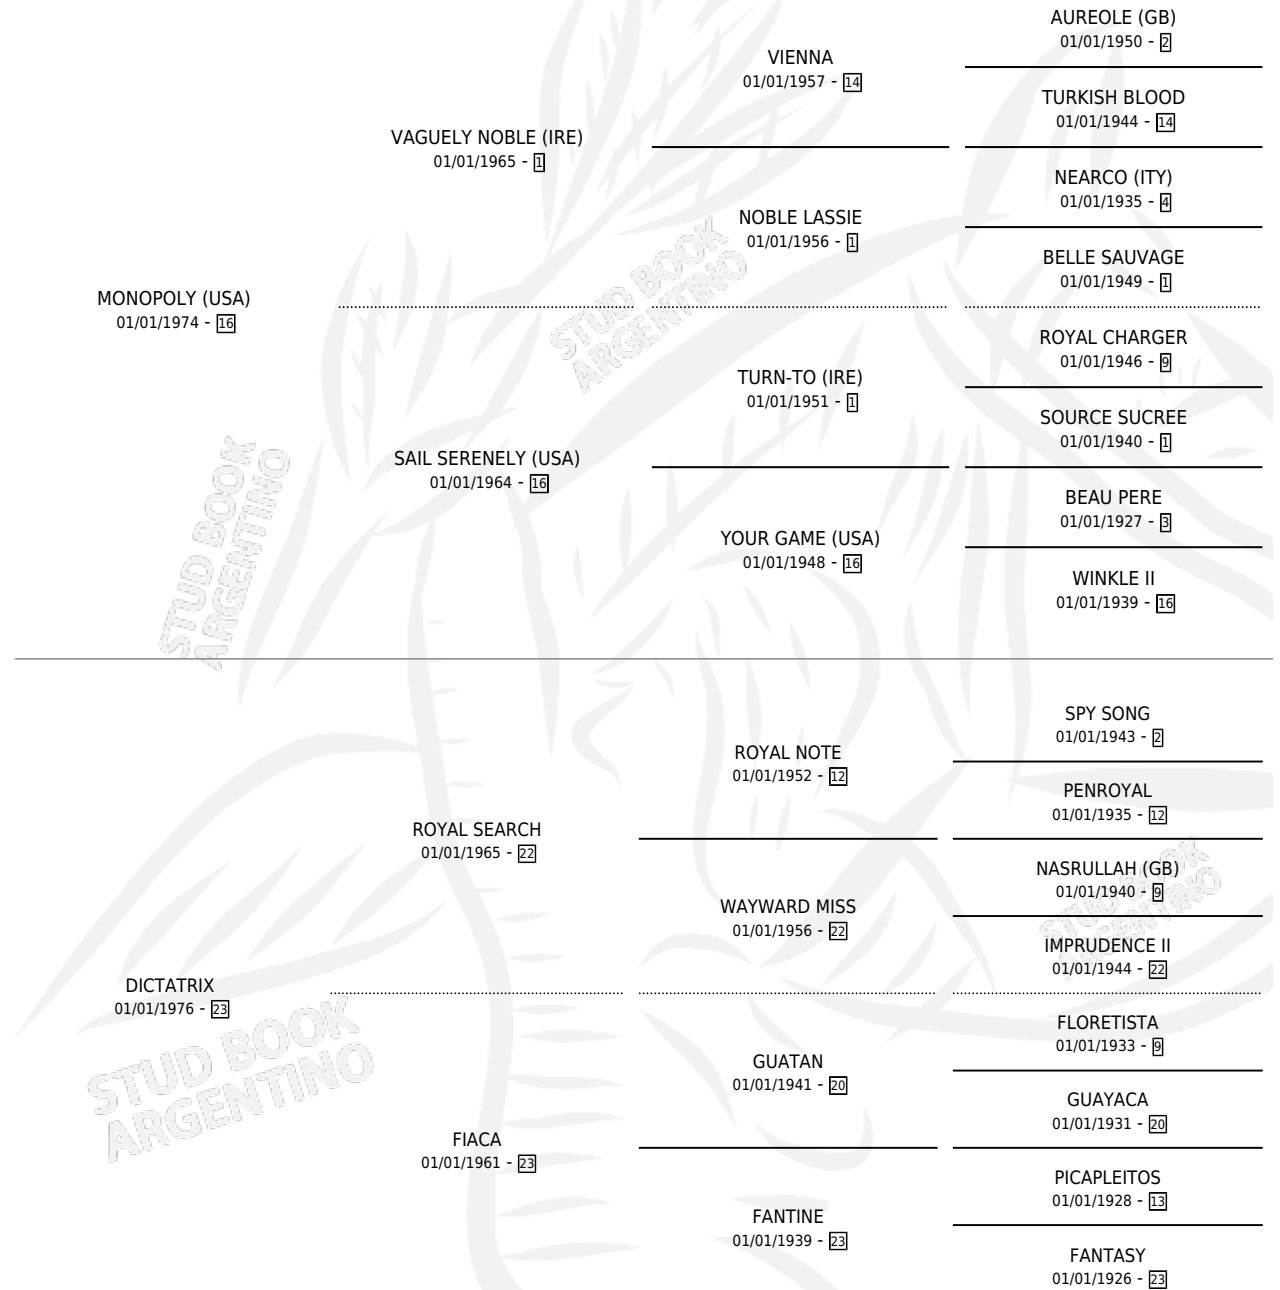 AUREOLE (GB)
01/01/1950 - 2
VIENNA
01/01/1957 - 14
TURKISH BLOOD
01/01/1944 - 14
VAGUELY NOBLE (IRE)
01/01/1965 - 1
NEARCO (ITY)
01/01/1935 - 4
NOBLE LASSIE
01/01/1956 - 1
BELLE SAUVAGE
01/01/1949 - 1
MONOPOLY (USA)
01/01/1974 - 16
ROYAL CHARGER
01/01/1946 - 9
TURN-TO (IRE)
01/01/1951 - 1
SOURCE SUCREE
01/01/1940 - 1
SAIL SERENELY (USA)
01/01/1964 - 16
BEAU PERE
01/01/1927 - 3
YOUR GAME (USA)
01/01/1948 - 16
WINKLE II
01/01/1939 - 16
SPY SONG
01/01/1943 - 2
ROYAL NOTE
01/01/1952 - 12
PENROYAL
01/01/1935 - 12
ROYAL SEARCH
01/01/1965 - 22
NASRULLAH (GB)
01/01/1940 - 9
WAYWARD MISS
01/01/1956 - 22
IMPRUDENCE II
01/01/1944 - 22
DICTATRIX
01/01/1976 - 23
FLORETISTA
01/01/1933 - 9
GUATAN
01/01/1941 - 20
GUAYACA
01/01/1931 - 20
FIACA
01/01/1961 - 23
PICAPLEITOS
01/01/1928 - 13
FANTINE
01/01/1939 - 23
FANTASY
01/01/1926 - 23
STUD BOOK
ARGENTINO
STUD BOOK
ARGENTINO
STUD BOOK
ARGENTINO
STUD BOOK
ARGENTINO